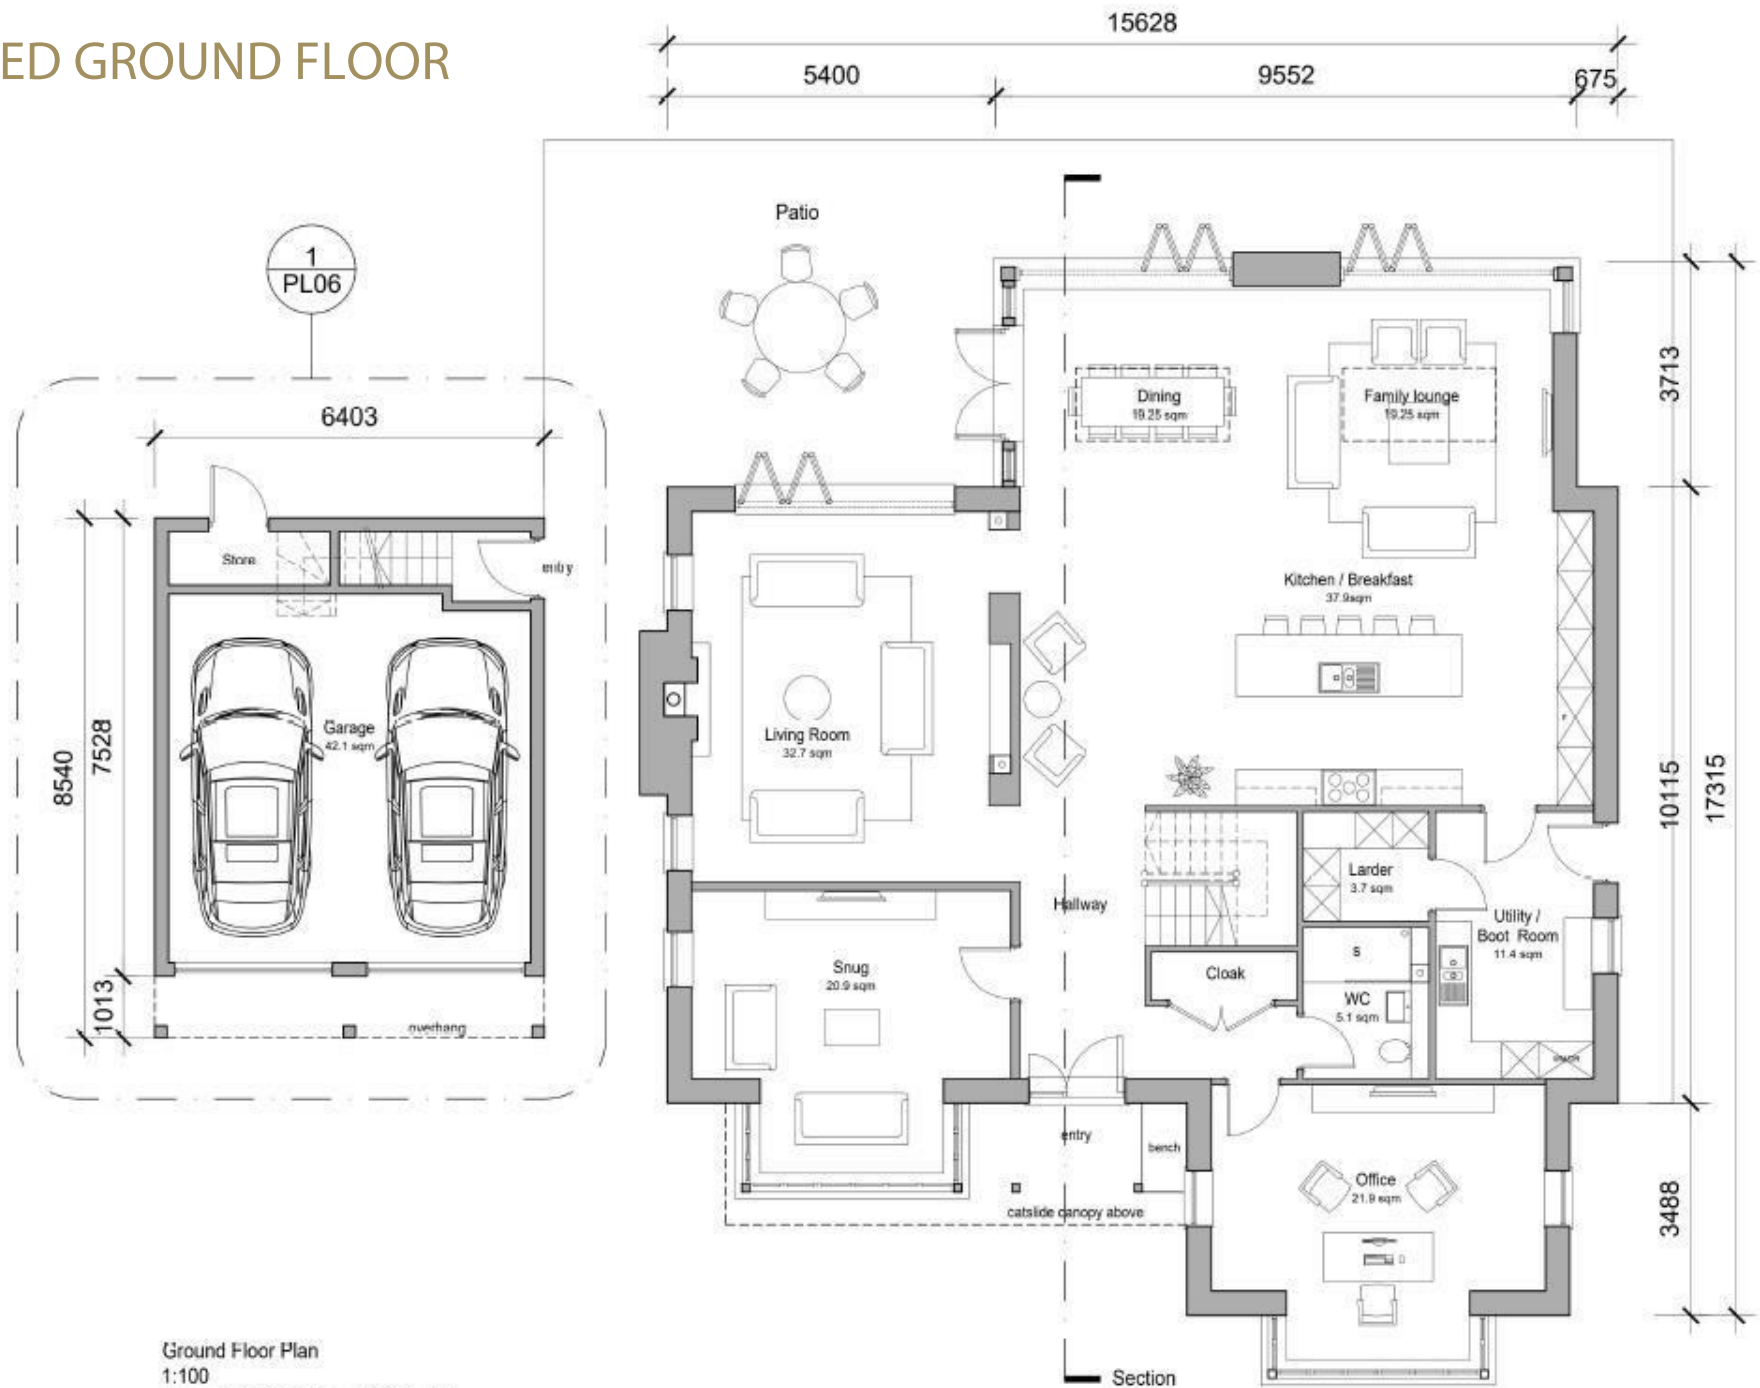 ED GROUND FLOOR
15628
5400
9552
675
Patio
1
PL06
6403
Dining
19.25 sqm
Family lounge
19.25 sqm
3713
Store
entry
Kitchen / Breakfast
37.9sqm
Garage
42.1 sqm
8540
7528
Living Room
32.7 sqm
F
10115
17315
Larder
3.7 sqm
Hallway
Utility /
Boot Room
11.4 sqm
S
Snug
20.9 sqm
Cloak
WC
5.1 sqm
1013
overhang
entry
bench
Office
21.9 sqm
catslide canopy above
3488
Ground Floor Plan
1:100
Section